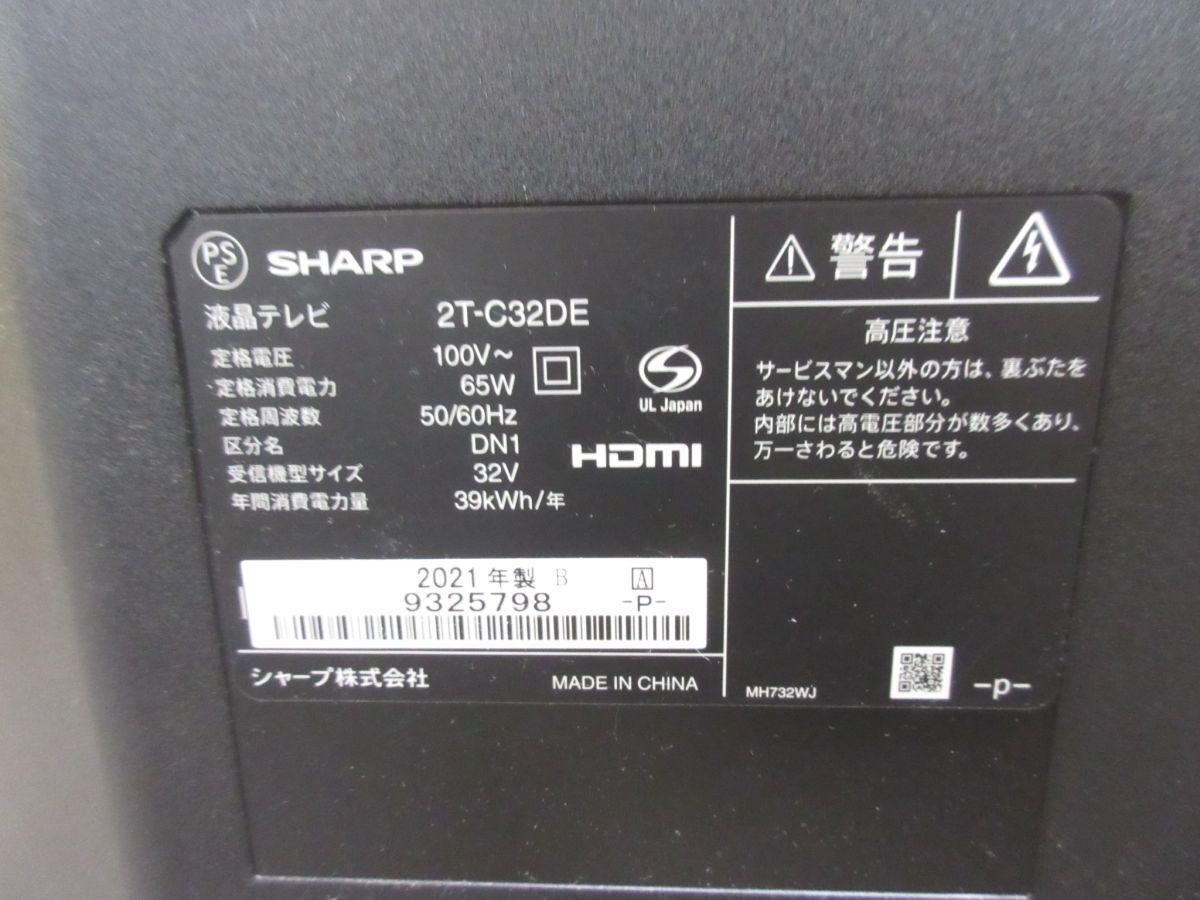 PSE SHARP
液晶テレビ 2T-C32DE
定格電圧 100V~
定格消費電力 65W
定格周波数 50/60Hz
区分名 DN1
受信機型サイズ 32V
年間消費電力量 39kWh/年
UL Japan
HDMI
2021年製 B A
9325798 -P-
シャープ株式会社 MADE IN CHINA
警告
高圧注意
サービスマン以外の方は、裏ぶたを
あけないでください。
内部には高電圧部分が数多くあり、
万一さわると危険です。
MH732WJ -p-